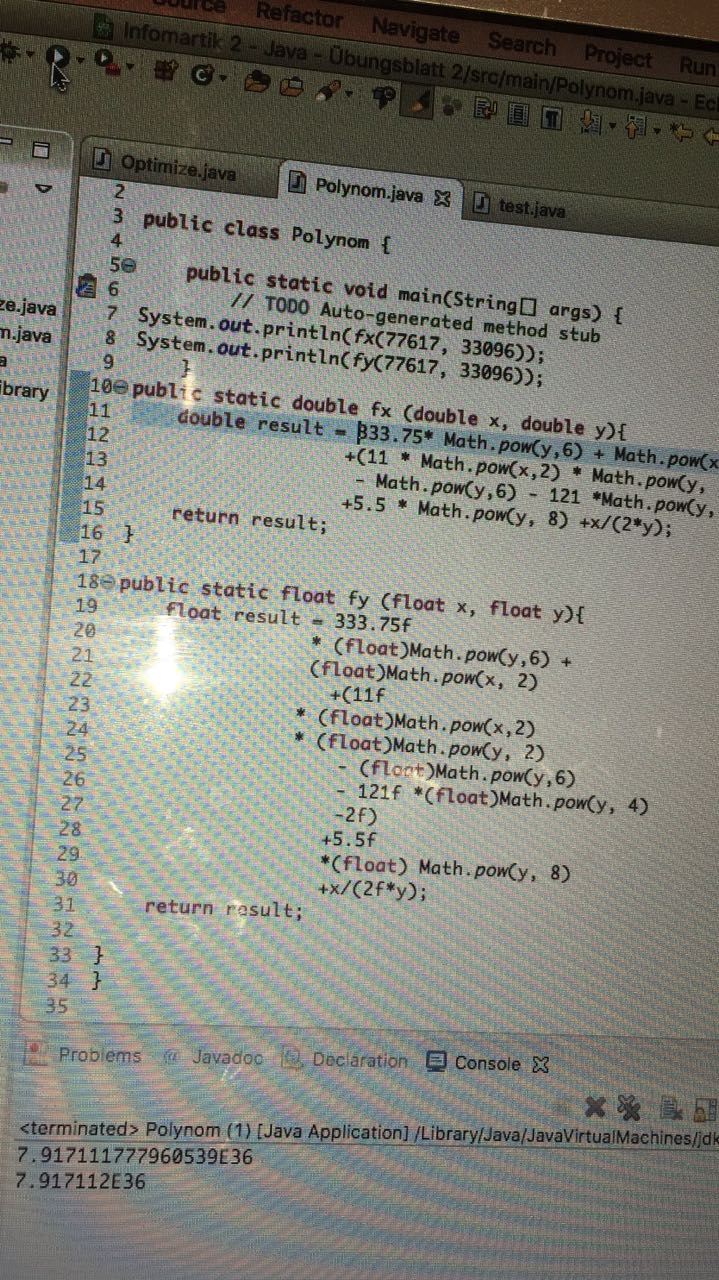 Source Refactor Navigate Search Project Run
Infomartik 2 - Java - Übungsblatt 2/src/main/Polynom.java - Ec
Optimize.java Polynom.java test.java
2
3 public class Polynom {
4
5 public static void main(String[] args) {
6 // TODO Auto-generated method stub
7 System.out.println(fx(77617, 33096));
8 System.out.println(fy(77617, 33096));
9 }
10 public static double fx (double x, double y){
11 double result = 333.75* Math.pow(y,6) + Math.pow(x
12 +(11 * Math.pow(x,2) * Math.pow(y,
13 - Math.pow(y,6) - 121 *Math.pow(y,
14 +5.5 * Math.pow(y, 8) +x/(2*y);
15 return result;
16 }
17
18 public static float fy (float x, float y){
19 float result = 333.75f
20 * (float)Math.pow(y,6) +
21 (float)Math.pow(x, 2)
22 +(11f
23 * (float)Math.pow(x,2)
24 * (float)Math.pow(y, 2)
25 - (float)Math.pow(y,6)
26 - 121f *(float)Math.pow(y, 4)
27 -2f)
28 +5.5f
29 *(float) Math.pow(y, 8)
30 +x/(2f*y);
31 return result;
32
33 }
34 }
35
ze.java
m.java
a
ibrary
Problems @ Javadoc Declaration Console
<terminated> Polynom (1) [Java Application] /Library/Java/JavaVirtualMachines/jdk
7.917111777960539E36
7.917112E36